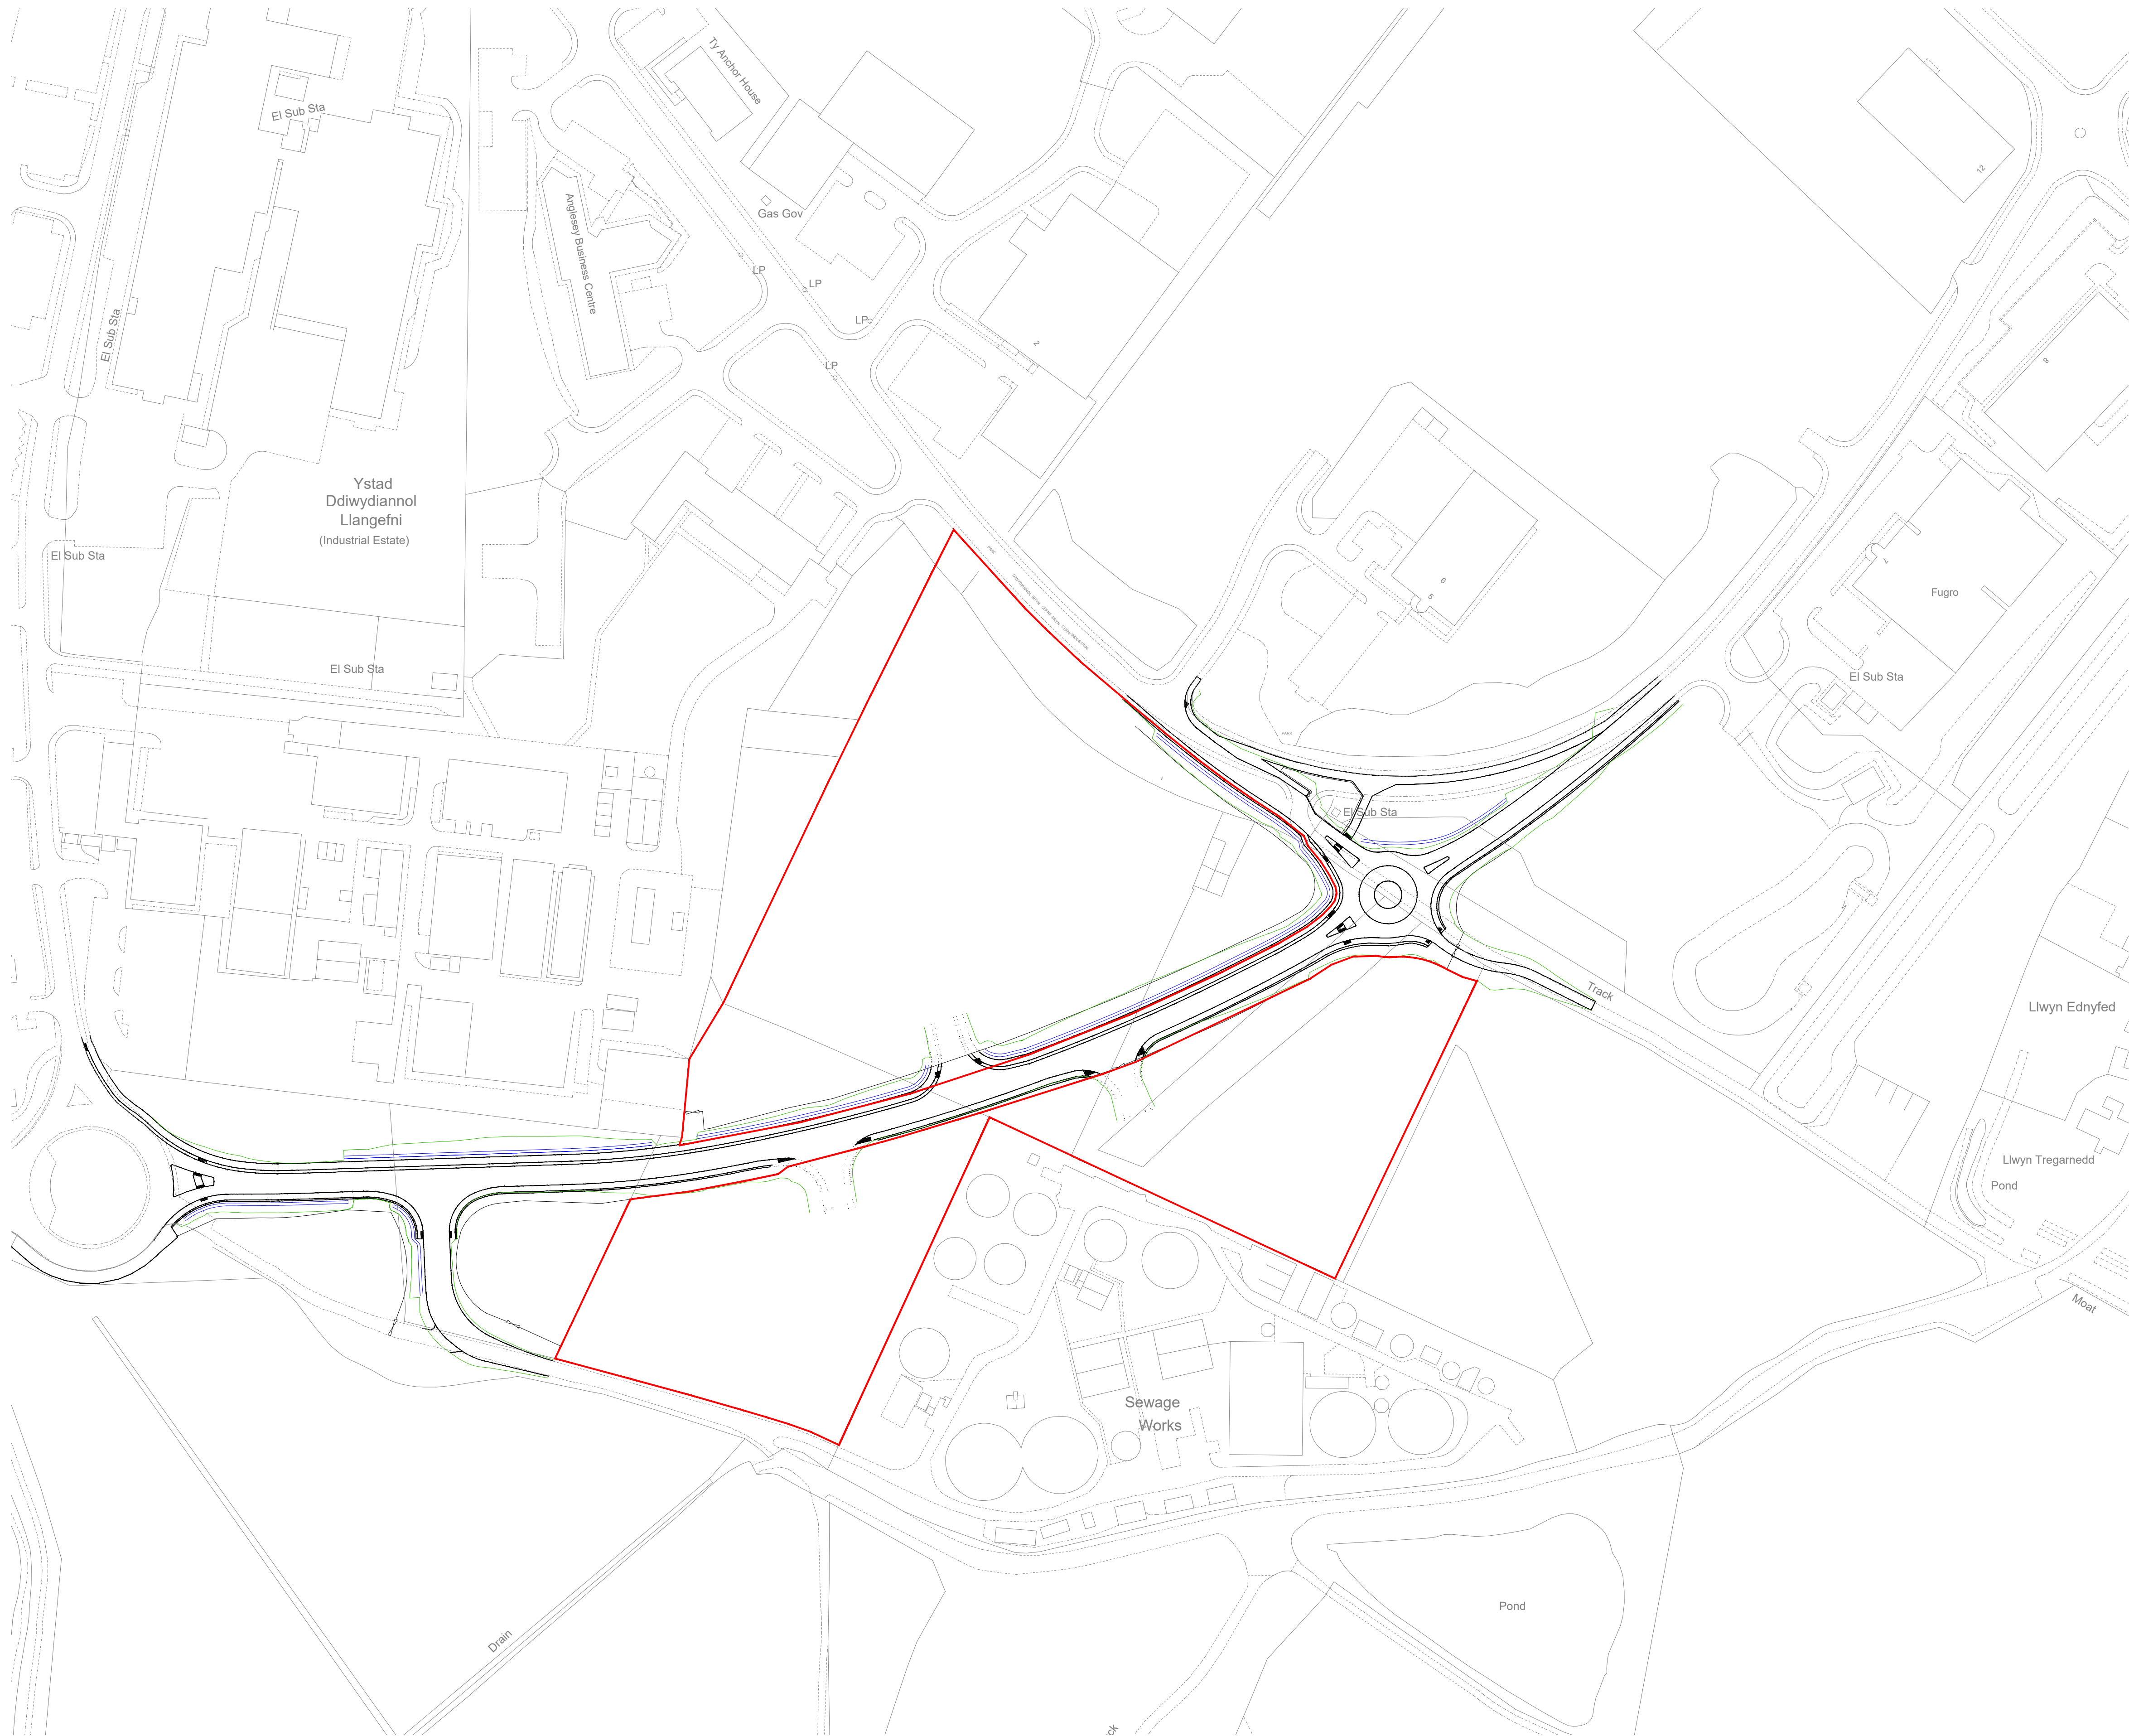 Ty Anchor House
El Sub Sta
12
Gas Gov
Anglesey Business Centre
LP
LP
LP
El Sub Sta
2
8
LP
Ystad
Ddiwydiannol
Llangefni
(Industrial Estate)
El Sub Sta
7
6
5
Fugro
El Sub Sta
El Sub Sta
El Sub Sta
Track
Llwyn Ednyfed
Llwyn Tregarnedd
Pond
Moat
Sewage
Works
Pond
Drain